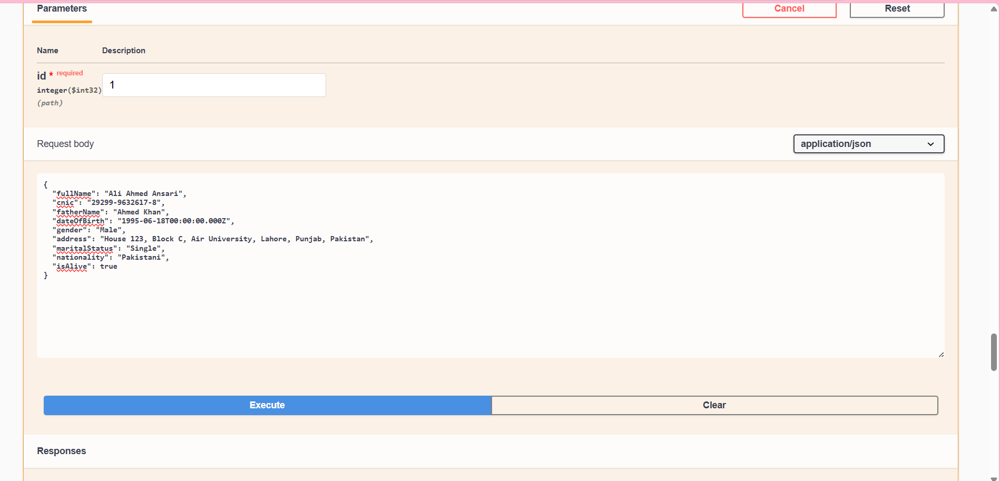 Parameters
Cancel
Reset
Name Description
id * required
integer($int32)
(path)
1
Request body
application/json
{
  "fullName": "Ali Ahmed Ansari",
  "cnic": "29299-9632617-8",
  "fatherName": "Ahmed Khan",
  "dateOfBirth": "1995-06-18T00:00:00.000Z",
  "gender": "Male",
  "address": "House 123, Block C, Air University, Lahore, Punjab, Pakistan",
  "maritalStatus": "Single",
  "nationality": "Pakistani",
  "isAlive": true
}
Execute
Clear
Responses